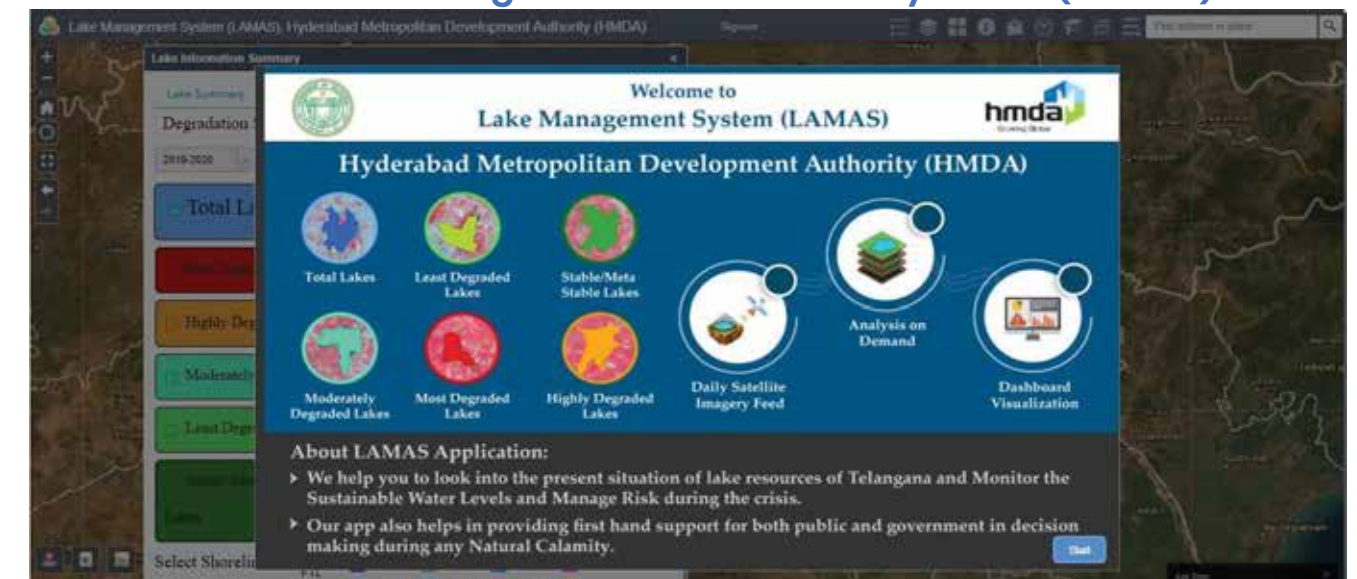 Lake Management System (LAMAS), Hyderabad Metropolitan Development Authority (HMDA)
Find address or place
Lake Information Summary
Lake Summary
Degradation
2019-2020
Total
Highly
Moderately
Least
Select
Welcome to
Lake Management System (LAMAS)
hmda
Hyderabad Metropolitan Development Authority (HMDA)
Total Lakes
Least Degraded
Lakes
Stable/Meta
Stable Lakes
Moderately
Degraded Lakes
Most Degraded
Lakes
Highly Degraded
Lakes
Daily Satellite
Imagery Feed
Analysis on
Demand
Dashboard
Visualization
About LAMAS Application:
We help you to look into the present situation of lake resources of Telangana and Monitor the
Sustainable Water Levels and Manage Risk during the crisis.
Our app also helps in providing first hand support for both public and government in decision
making during any Natural Calamity.
Start